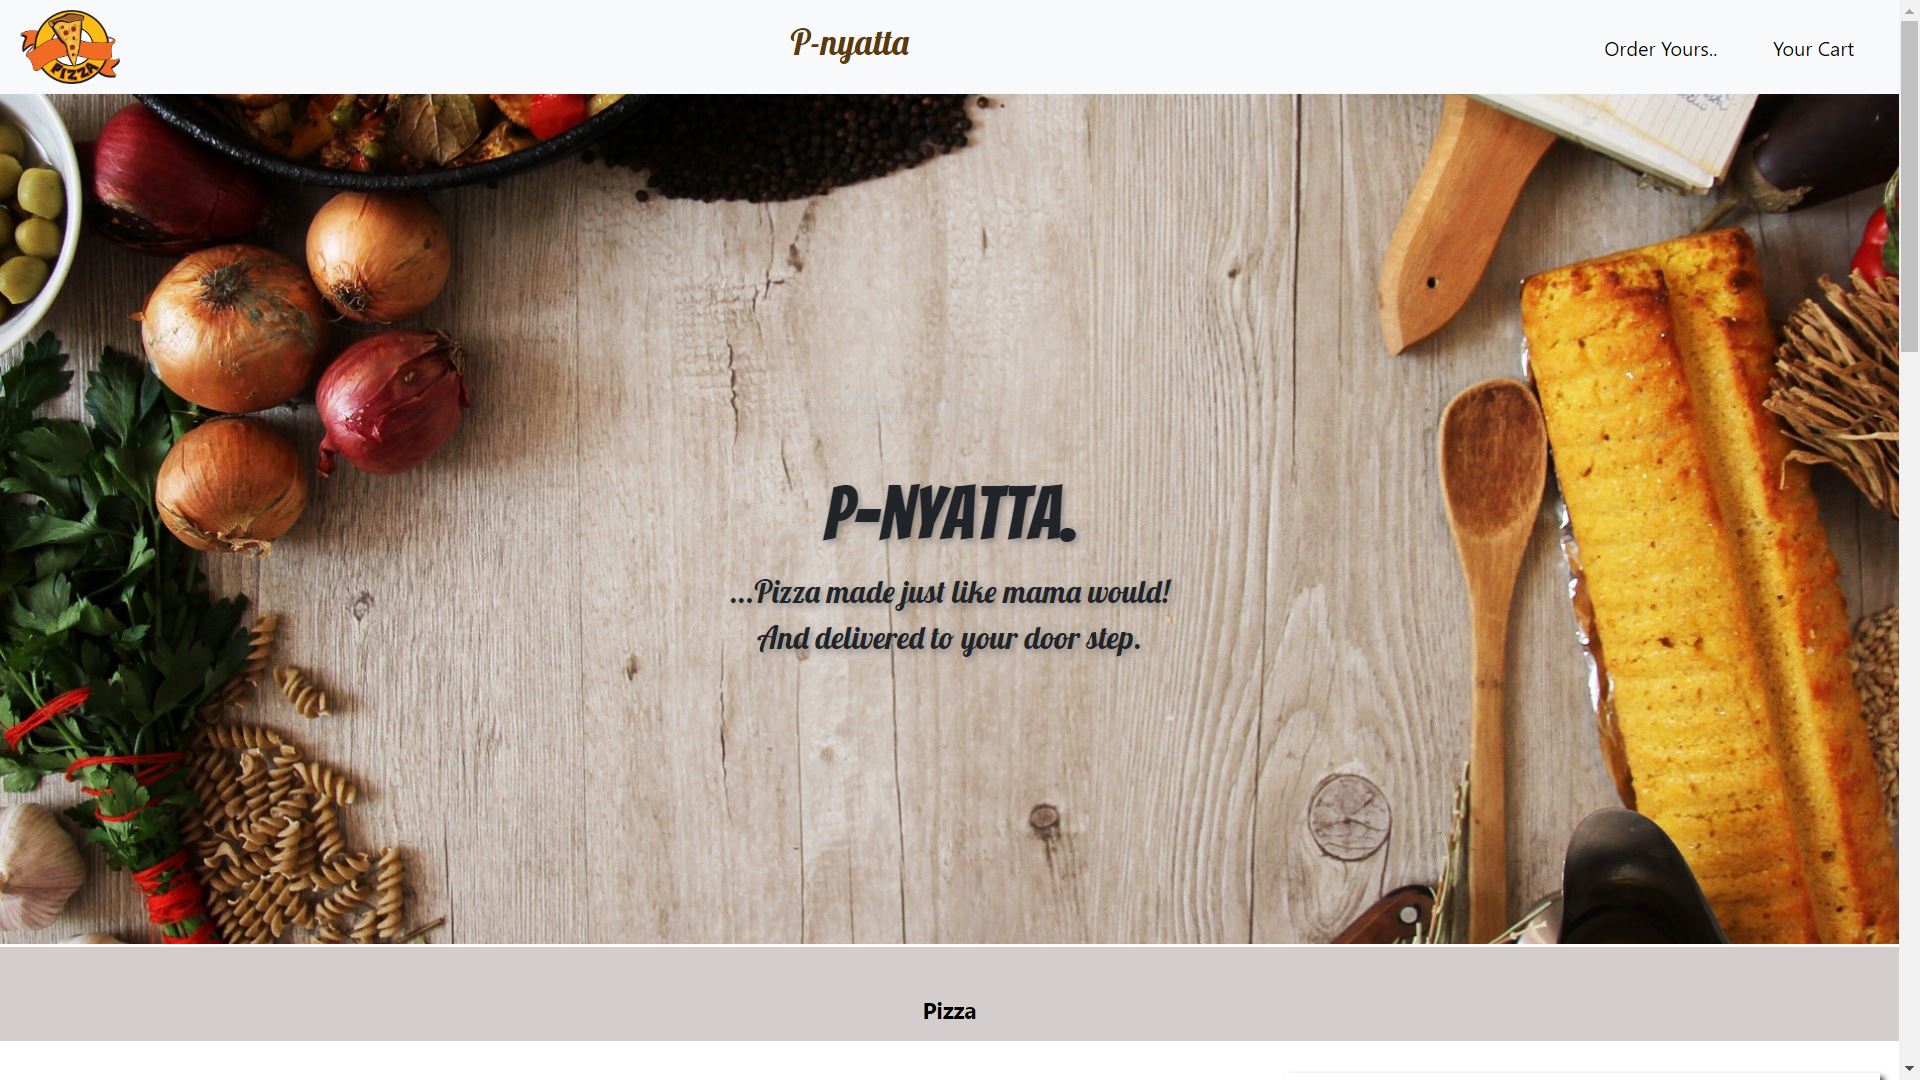 PIZZA
P-nyatta
Order Yours..
Your Cart
P-NYATTA.
...Pizza made just like mama would!
And delivered to your door step.
Pizza